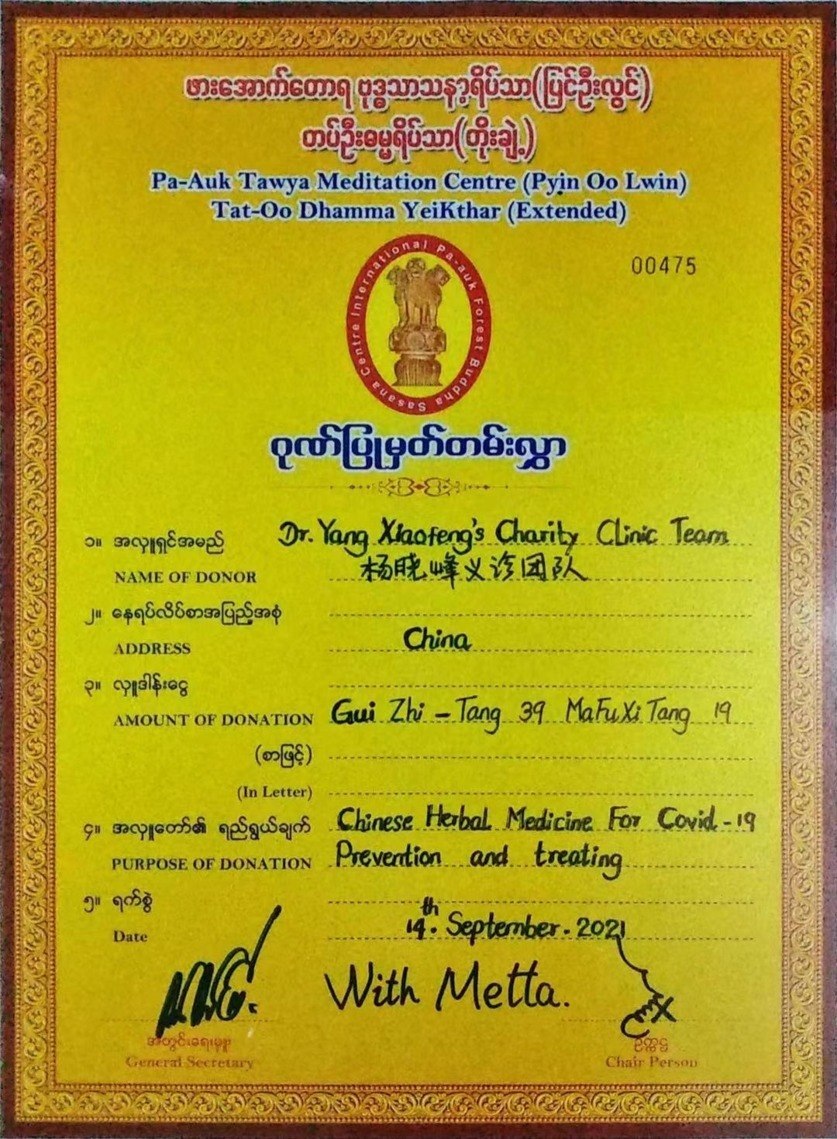 ဖားအောက်တောရ ဗုဒ္ဓသာသနာ့ရိပ်သာ(ပြင်ဦးလွင်)
တပ်ဦးဓမ္မရိပ်သာ(တိုးချဲ့)
Pa-Auk Tawya Meditation Centre (Pyin Oo Lwin)
Tat-Oo Dhamma YeiKthar (Extended)
00475
International Pa-auk Forest Buddha Sasana Centre
ဂုဏ်ပြုမှတ်တမ်းလွှာ
၁။ အလှူရှင်အမည် Dr. Yang Xiaofeng's Charity Clinic Team
NAME OF DONOR 杨晓峰义诊团队
၂။ နေရပ်လိပ်စာအပြည့်အစုံ
ADDRESS China
၃။ လှူဒါန်းငွေ
AMOUNT OF DONATION Gui Zhi - Tang 39 MaFuXiTang 19
(စာဖြင့်)
(In Letter)
၄။ အလှူတော်၏ ရည်ရွယ်ချက် Chinese Herbal Medicine For Covid-19
PURPOSE OF DONATION Prevention and treating
၅။ ရက်စွဲ
Date 14th. September. 2021
With Metta.
အတွင်းရေးမှူး ဥက္ကဋ္ဌ
General Secretary Chair Person